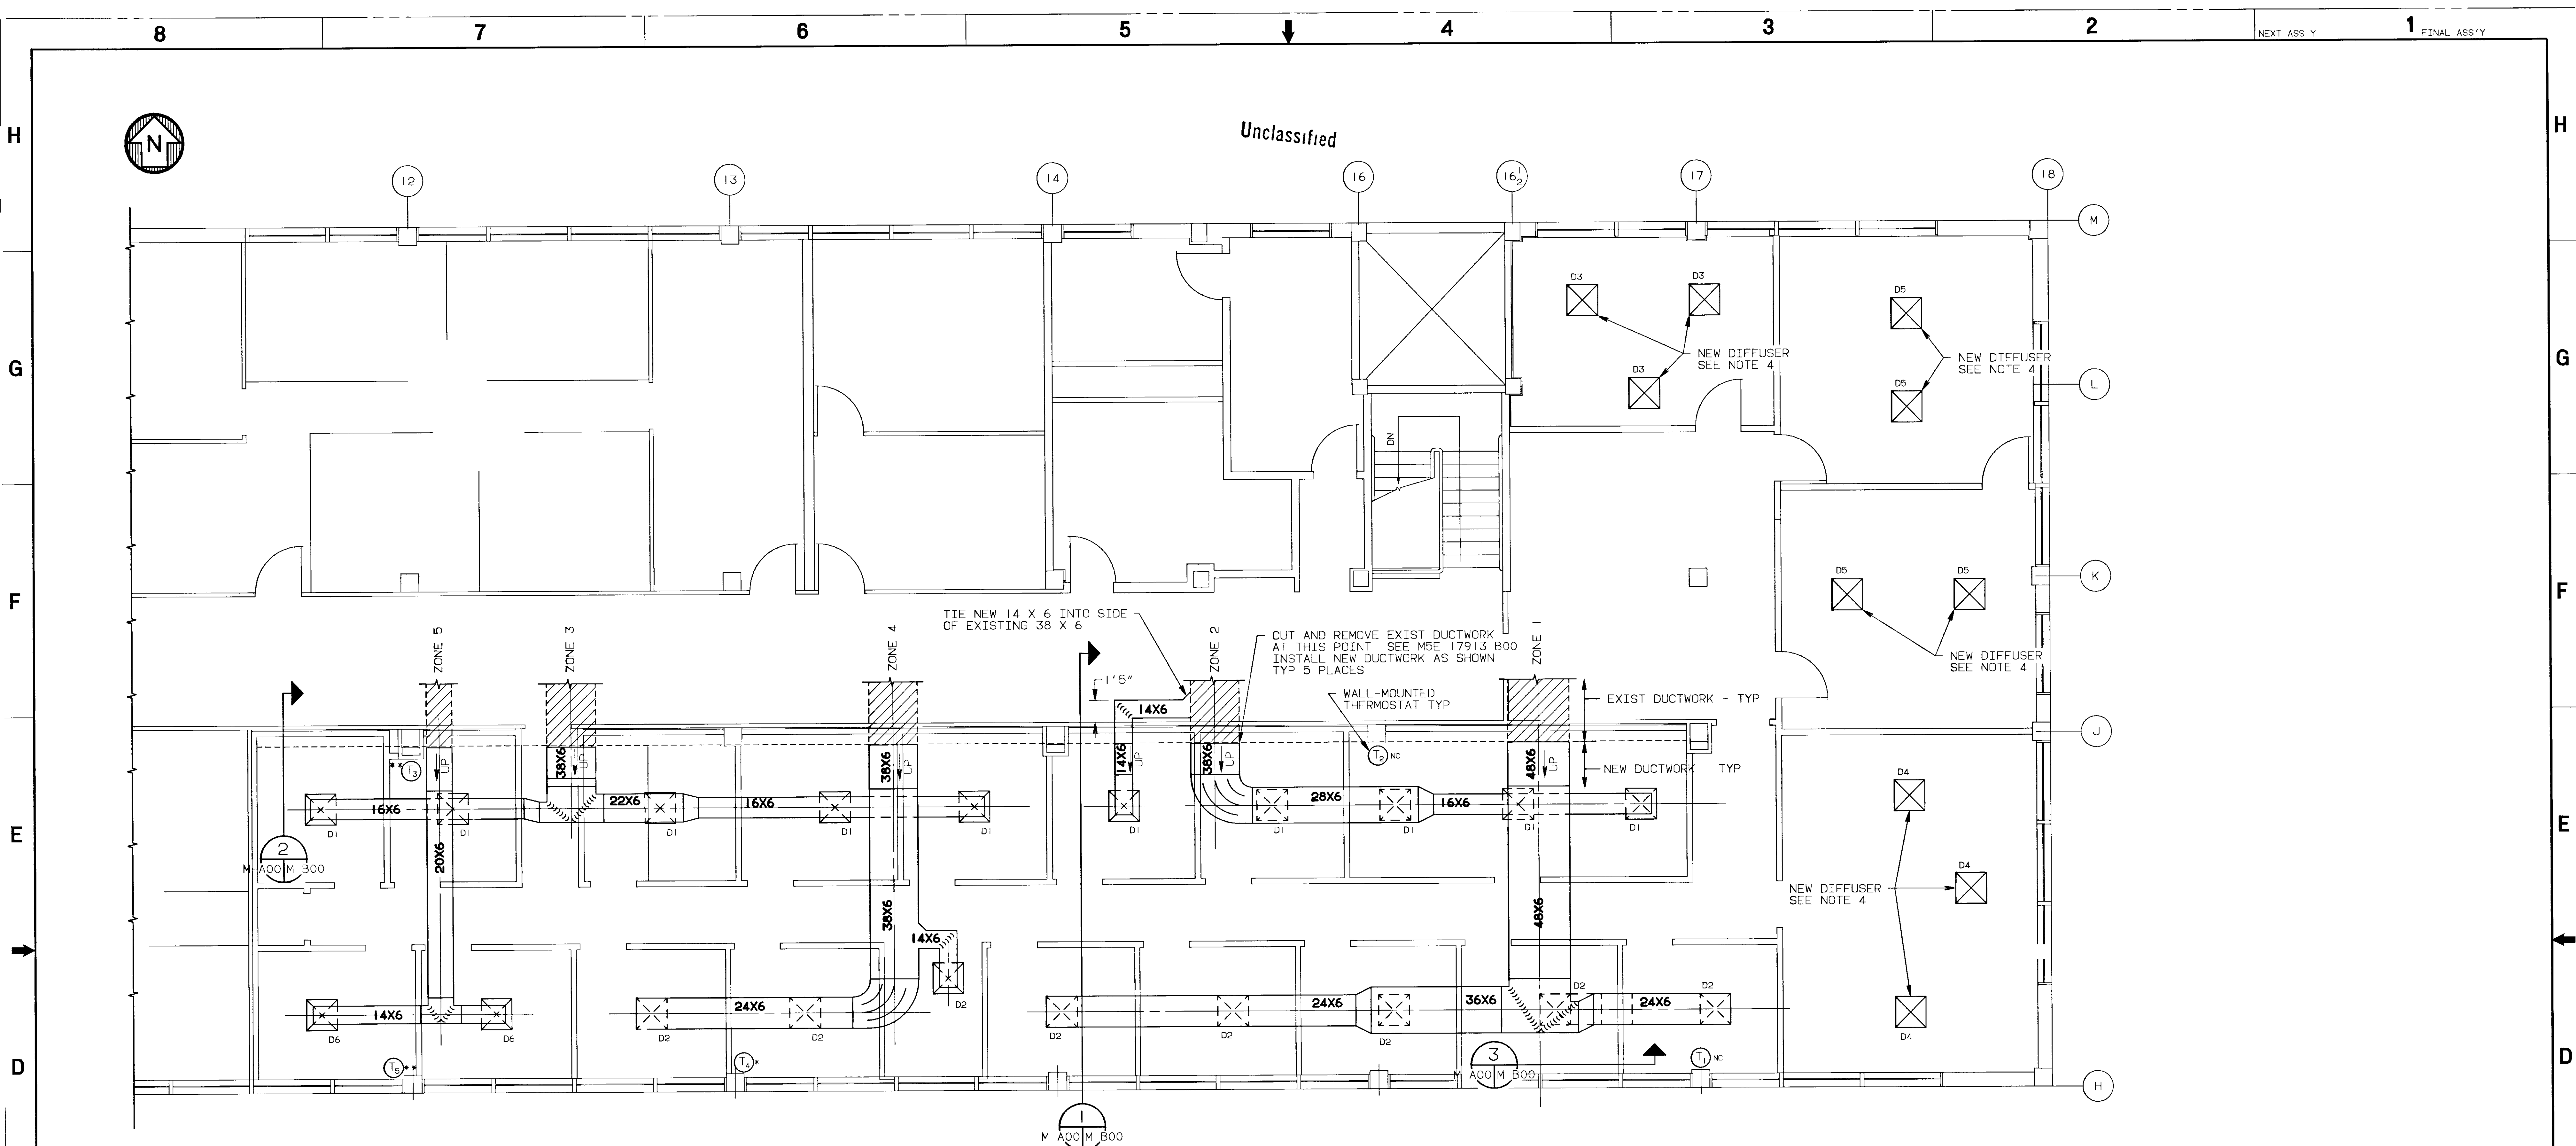 8 7 6 5 4 3 2 1
NEXT ASS Y
FINAL ASS'Y
H
H
N
Unclassified
12 13 14 16 16 1/2 17 18
M
D3
D3
D5
G
G
NEW DIFFUSER
SEE NOTE 4
NEW DIFFUSER
SEE NOTE 4
D3
D5
L
DN
K
D5
D5
F
F
NEW DIFFUSER
SEE NOTE 4
TIE NEW 14 X 6 INTO SIDE
OF EXISTING 38 X 6
ZONE 5
ZONE 3
ZONE 4
ZONE 2
ZONE 1
CUT AND REMOVE EXIST DUCTWORK
AT THIS POINT SEE M5E 17913 B00
INSTALL NEW DUCTWORK AS SHOWN
TYP 5 PLACES
1'5"
14X6
WALL-MOUNTED
THERMOSTAT TYP
EXIST DUCTWORK - TYP
J
** T3
UP
38X6
UP
38X6
UP
14X6
UP
38X6
UP
T2 NC
48X6
UP
NEW DUCTWORK TYP
D4
16X6
22X6
16X6
28X6
16X6
D1
D1
D1
D1
D1
D1
D1
D1
D1
D1
E
E
2
M A00 M B00
20X6
D4
NEW DIFFUSER
SEE NOTE 4
38X6
48X6
14X6
D2
D2
D2
14X6
24X6
24X6
36X6
24X6
D6
D6
D2
D2
D2
D2
D2
D4
T5 **
T4 *
3
M A00 M B00
T1 NC
D
D
H
1
M A00 M B00